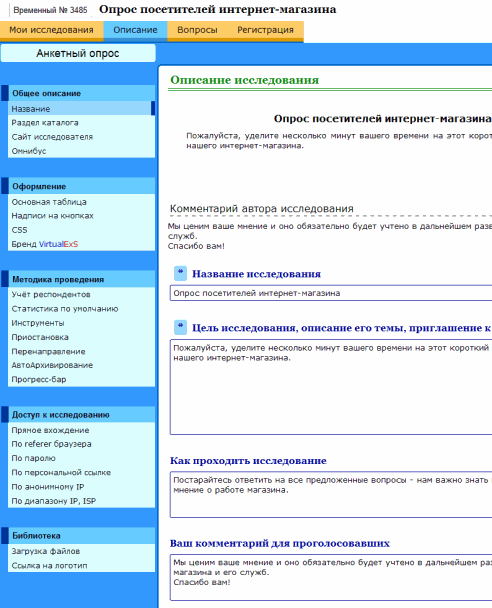 Временный № 3485 Опрос посетителей интернет-магазина
Мои исследования Описание Вопросы Регистрация
Анкетный опрос
Общее описание
Название
Раздел каталога
Сайт исследователя
Омнибус
Оформление
Основная таблица
Надписи на кнопках
CSS
Бренд VirtualExS
Методика проведения
Учёт респондентов
Статистика по умолчанию
Инструменты
Приостановка
Перенаправление
АвтоАрхивирование
Прогресс-бар
Доступ к исследованию
Прямое вхождение
По referer браузера
По паролю
По персональной ссылке
По анонимному IP
По диапазону IP, ISP
Библиотека
Загрузка файлов
Ссылка на логотип
Описание исследования
Опрос посетителей интернет-магазина
Пожалуйста, уделите несколько минут вашего времени на этот корот
нашего интернет-магазина.
Комментарий автора исследования
Мы ценим ваше мнение и оно обязательно будет учтено в дальнейшем разв
служб.
Спасибо вам!
* Название исследования
Опрос посетителей интернет-магазина
* Цель исследования, описание его темы, приглашение к
Пожалуйста, уделите несколько минут вашего времени на этот короткий
нашего интернет-магазина.
Как проходить исследование
Постарайтесь ответить на все предложенные вопросы - нам важно знать
мнение о работе магазина.
Ваш комментарий для проголосовавших
Мы ценим ваше мнение и оно обязательно будет учтено в дальнейшем раз
магазина и его служб.
Спасибо вам!